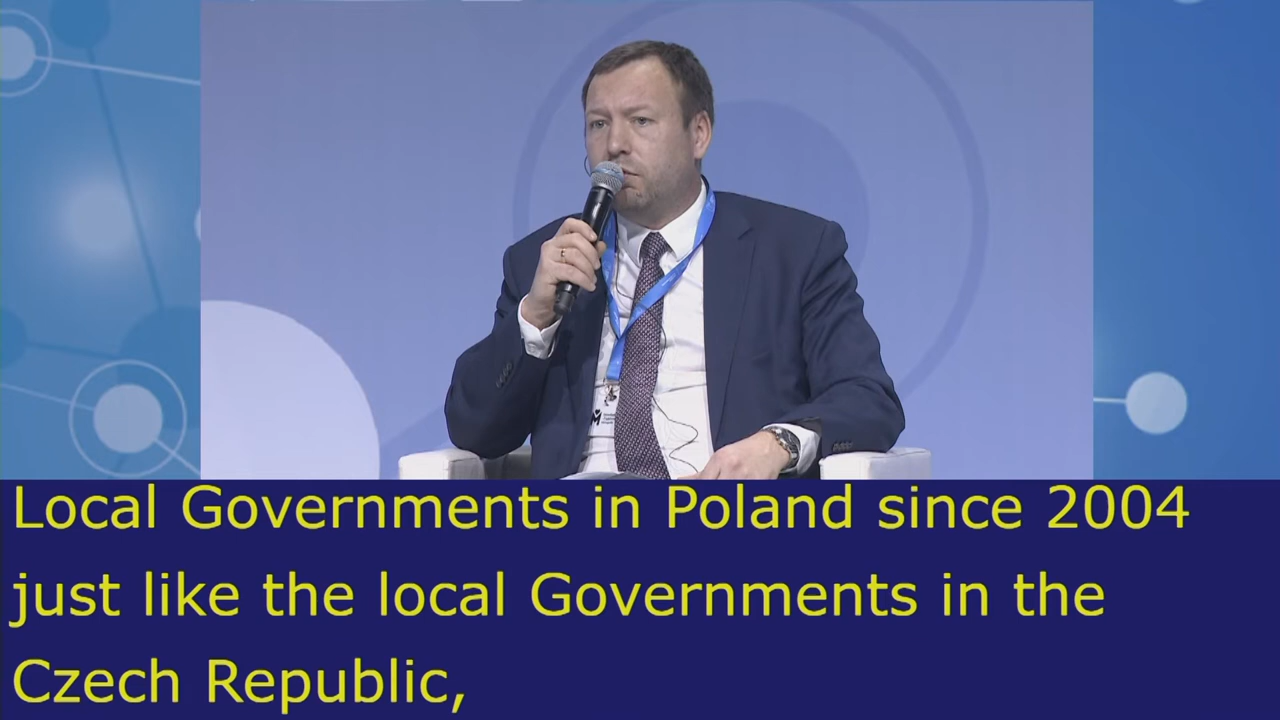 Local Governments in Poland since 2004
just like the local Governments in the
Czech Republic,